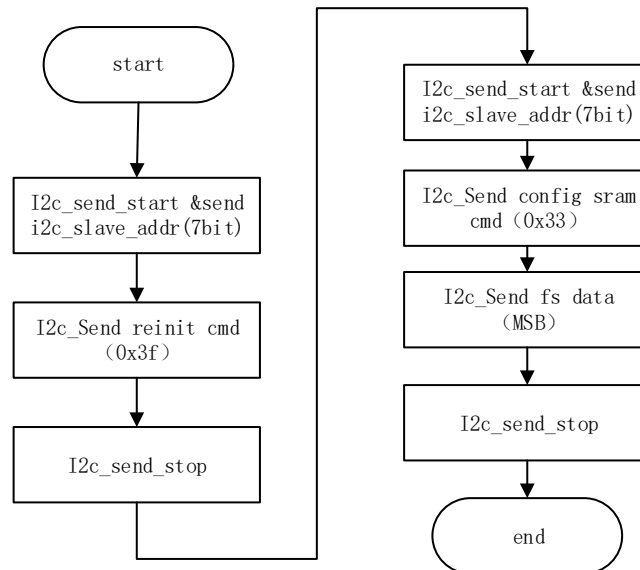 start
I2c_send_start &send
i2c_slave_addr(7bit)
I2c_Send reinit cmd
（0x3f）
I2c_send_stop
I2c_send_start &send
i2c_slave_addr(7bit)
I2c_Send config sram
cmd（0x33）
I2c_Send fs data
（MSB）
I2c_send_stop
end